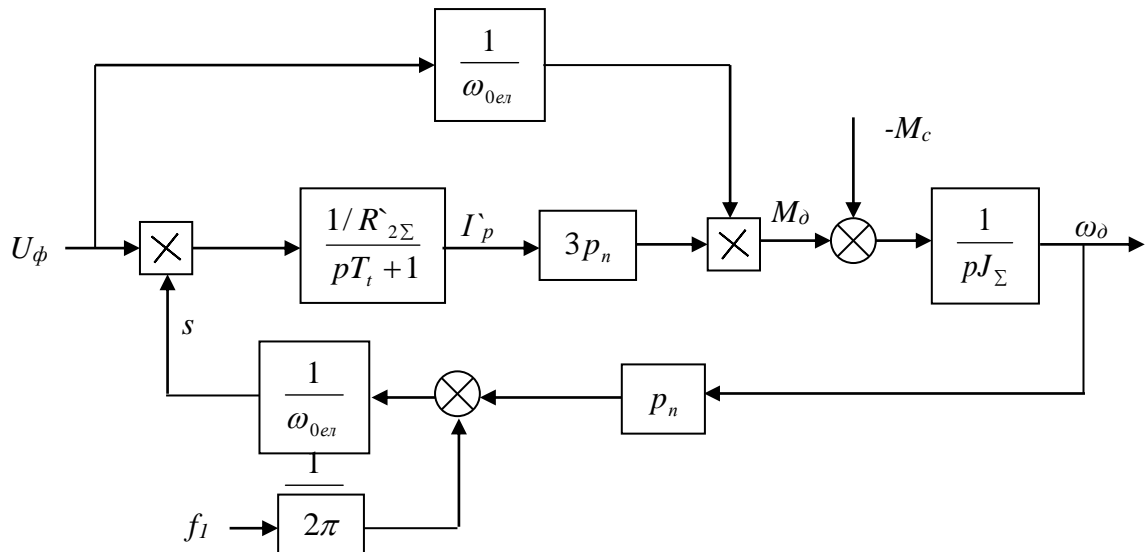 1
ω0ел
-Mc
1/R`2Σ
pTt + 1
I`p
3pn
Mд
1
pJΣ
ωд
Uф
s
1
ω0ел
pn
1
2π
f1